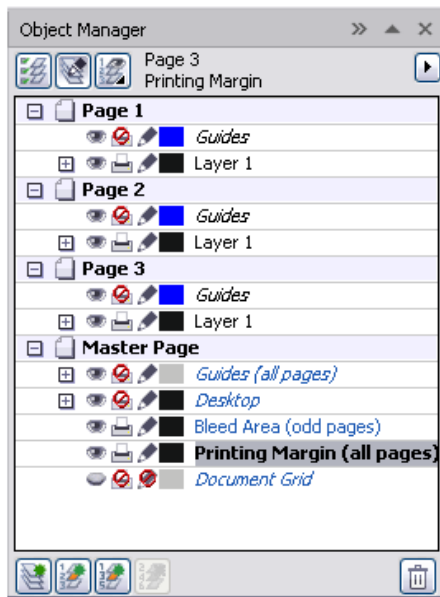 Object Manager
Page 3
Printing Margin
Page 1
Guides
Layer 1
Page 2
Guides
Layer 1
Page 3
Guides
Layer 1
Master Page
Guides (all pages)
Desktop
Bleed Area (odd pages)
Printing Margin (all pages)
Document Grid